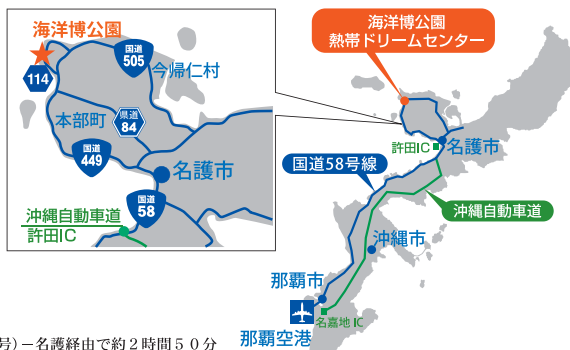 海洋博公園
国道
505
今帰仁村
114
本部町
県道
84
国道
449
名護市
国道
58
沖縄自動車道
許田IC
海洋博公園
熱帯ドリームセンター
許田IC
名護市
国道58号線
沖縄自動車道
沖縄市
那覇市
名嘉地IC
那覇空港
号)－名護経由で約２時間５０分